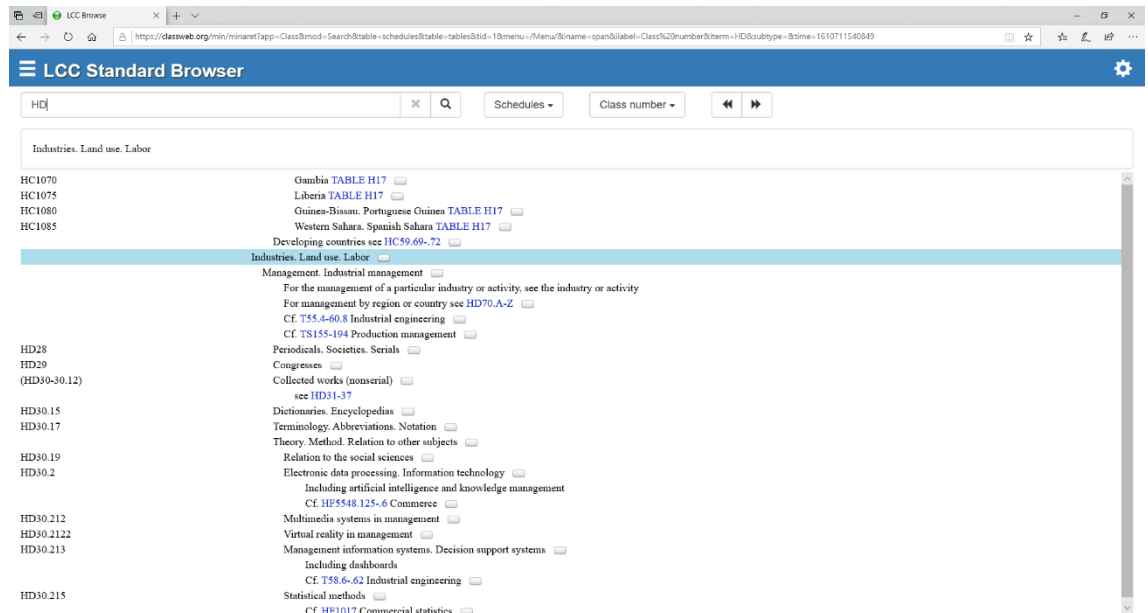 LCC Browse
https://classweb.org/min/minaret?app=Class&mod=Search&table=schedules&table=tables&tid=1&menu=/Menu/&iname=span&ilabel=Class%20number&iterm=HD&subtype=&time=1610711540849
LCC Standard Browser
HD
Schedules
Class number
Industries. Land use. Labor
HC1070 Gambia TABLE H17
HC1075 Liberia TABLE H17
HC1080 Guinea-Bissau. Portuguese Guinea TABLE H17
HC1085 Western Sahara. Spanish Sahara TABLE H17
Developing countries see HC59.69-.72
Industries. Land use. Labor
Management. Industrial management
For the management of a particular industry or activity, see the industry or activity
For management by region or country see HD70.A-Z
Cf. T55.4-60.8 Industrial engineering
Cf. TS155-194 Production management
HD28 Periodicals. Societies. Serials
HD29 Congresses
(HD30-30.12) Collected works (nonserial)
see HD31-37
HD30.15 Dictionaries. Encyclopedias
HD30.17 Terminology. Abbreviations. Notation
Theory. Method. Relation to other subjects
HD30.19 Relation to the social sciences
HD30.2 Electronic data processing. Information technology
Including artificial intelligence and knowledge management
Cf. HF5548.125-.6 Commerce
HD30.212 Multimedia systems in management
HD30.2122 Virtual reality in management
HD30.213 Management information systems. Decision support systems
Including dashboards
Cf. T58.6-.62 Industrial engineering
HD30.215 Statistical methods
Cf. HF1017 Commercial statistics